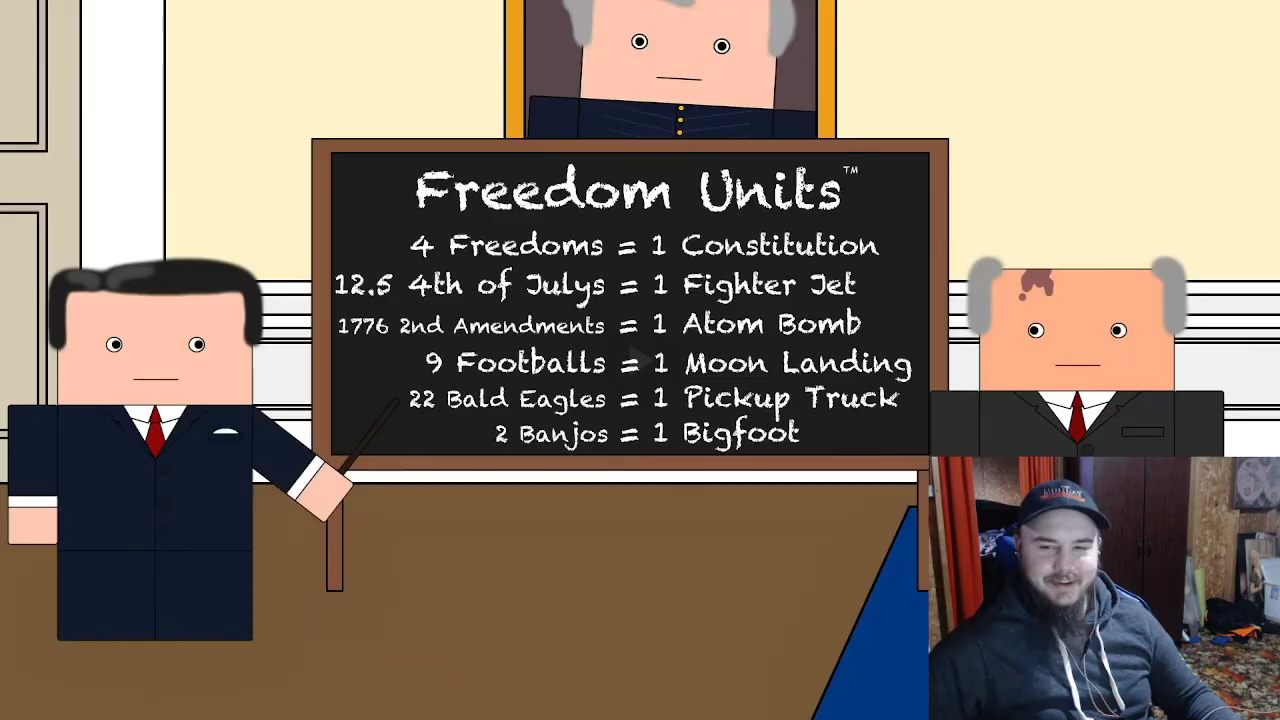 Freedom Units™
4 Freedoms = 1 Constitution
12.5 4th of Julys = 1 Fighter Jet
1776 2nd Amendments = 1 Atom Bomb
9 Footballs = 1 Moon Landing
22 Bald Eagles = 1 Pickup Truck
2 Banjos = 1 Bigfoot